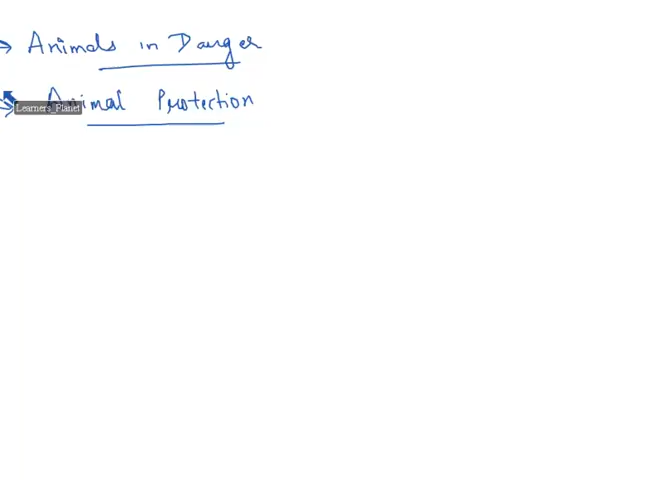 → Animals in Danger
Animal Protection
Learners_Planet